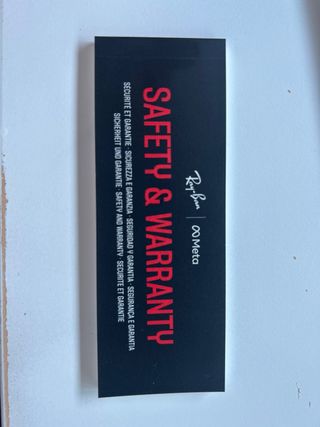 Ray-Ban | ∞ Meta
SAFETY & WARRANTY
SÉCURITÉ ET GARANTIE · SICUREZZA E GARANZIA · SEGURIDAD Y GARANTÍA · SEGURANÇA E GARANTIA
SICHERHEIT UND GARANTIE · SAFETY AND WARRANTY · SECURITE ET GARANTIE